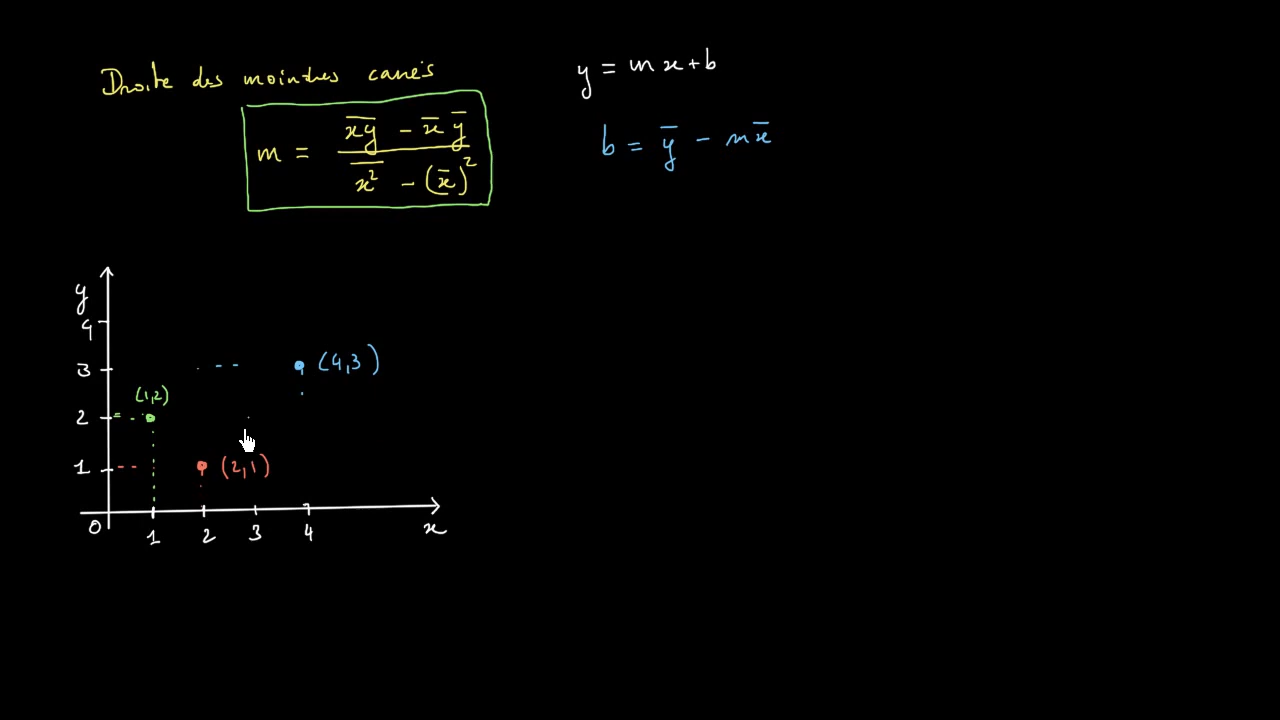 Droite des moindres carrés
y = mx+b
m = (x̅y̅ - x̅ y̅) / (x̅²̅ - (x̅)²)
b = y̅ - mx̅
y
4
3
(4,3)
(1,2)
2
1
(2,1)
0
1 2 3 4 x